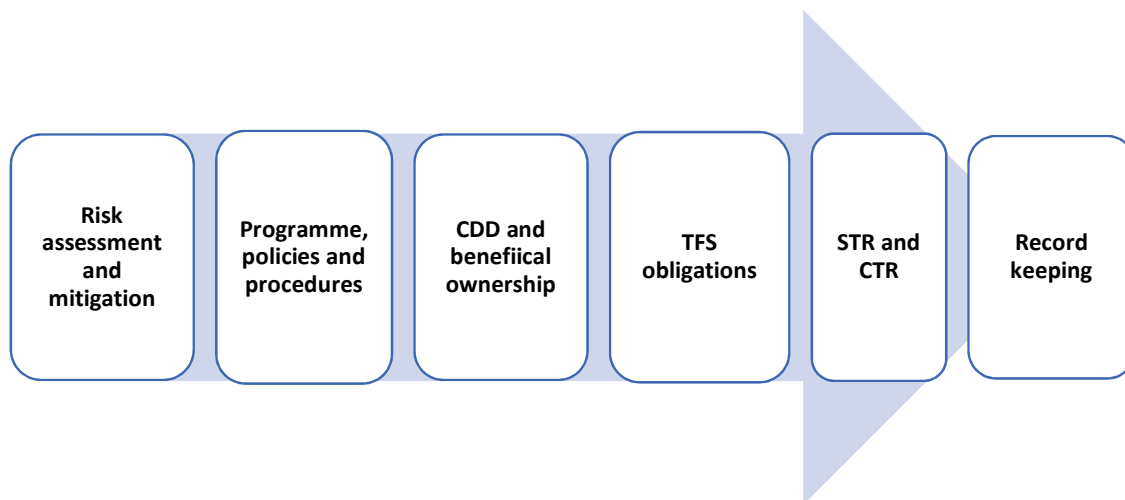 Risk
assessment
and
mitigation
Programme,
policies and
procedures
CDD and
benefiical
ownership
TFS
obligations
STR and
CTR
Record
keeping